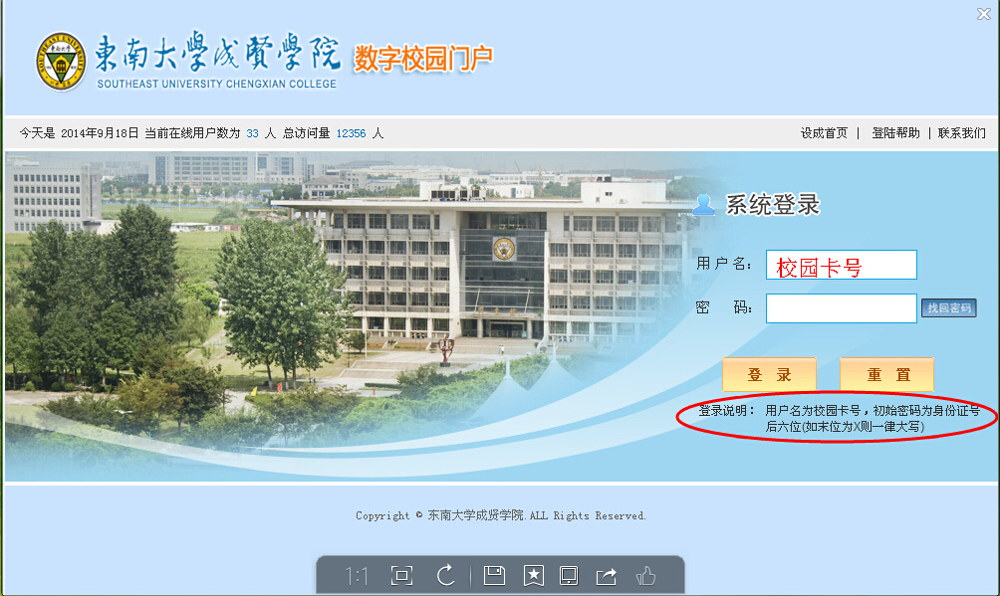 東南大學成賢學院 数字校园门户
SOUTHEAST UNIVERSITY CHENGXIAN COLLEGE
今天是 2014年9月18日 当前在线用户数为 33 人 总访问量 12356 人
设成首页 | 登陆帮助 | 联系我们
系统登录
用 户 名: 校园卡号
密 码: 找回密码
登 录 重 置
登录说明: 用户名为校园卡号,初始密码为身份证号
后六位(如末位为X则一律大写)
Copyright © 东南大学成贤学院.ALL Rights Reserved.
1:1